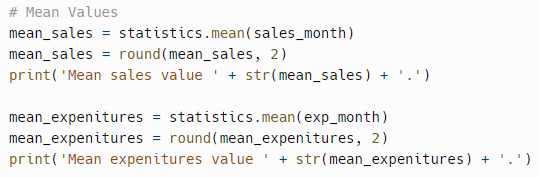 # Mean Values
mean_sales = statistics.mean(sales_month)
mean_sales = round(mean_sales, 2)
print('Mean sales value ' + str(mean_sales) + '.')

mean_expenitures = statistics.mean(exp_month)
mean_expenitures = round(mean_expenitures, 2)
print('Mean expenitures value ' + str(mean_expenitures) + '.')